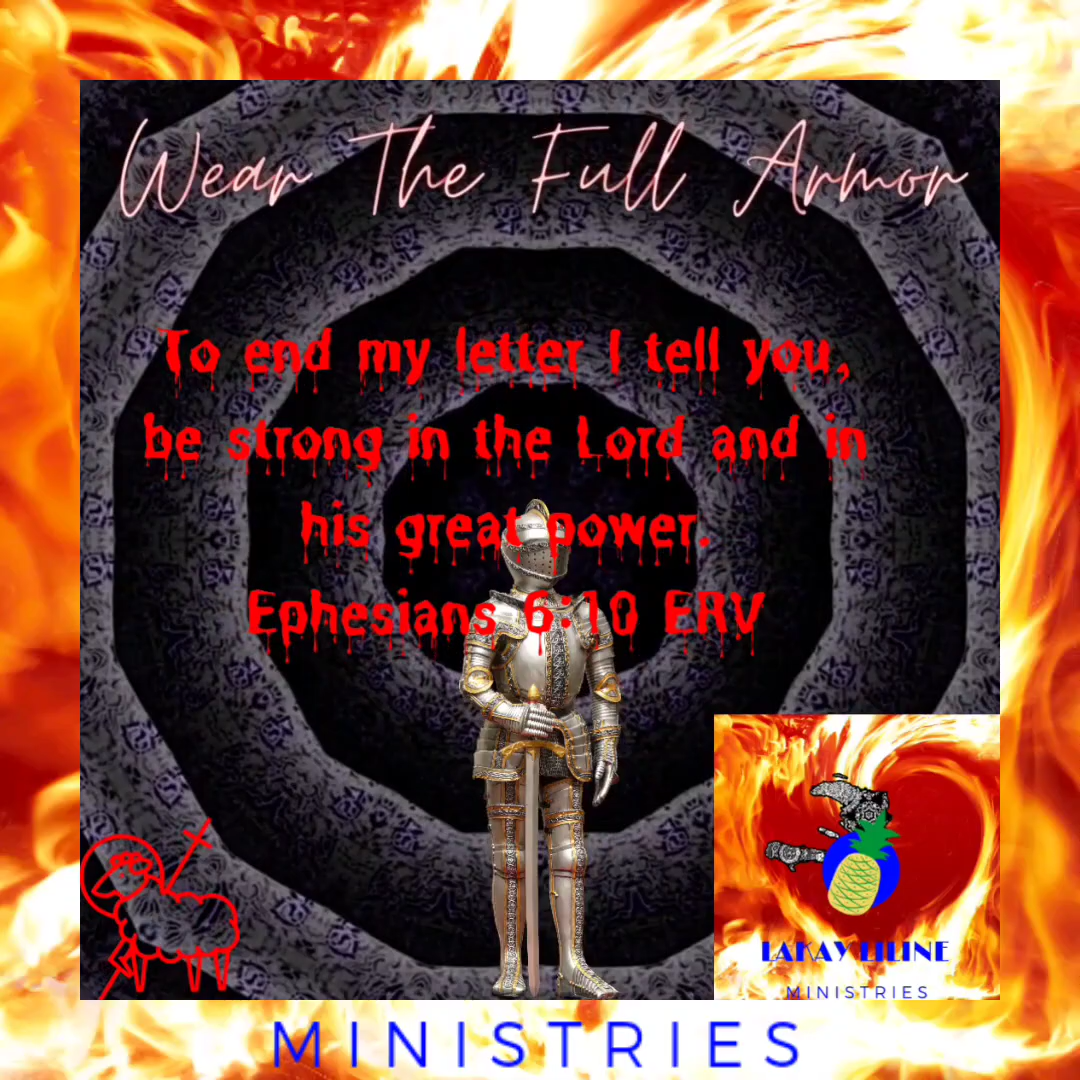 Wear The Full Armor
To end my letter I tell you,
be strong in the Lord and in
his great power.
Ephesians 6:10 ERV
LAKAY LILINE
MINISTRIES
MINISTRIES